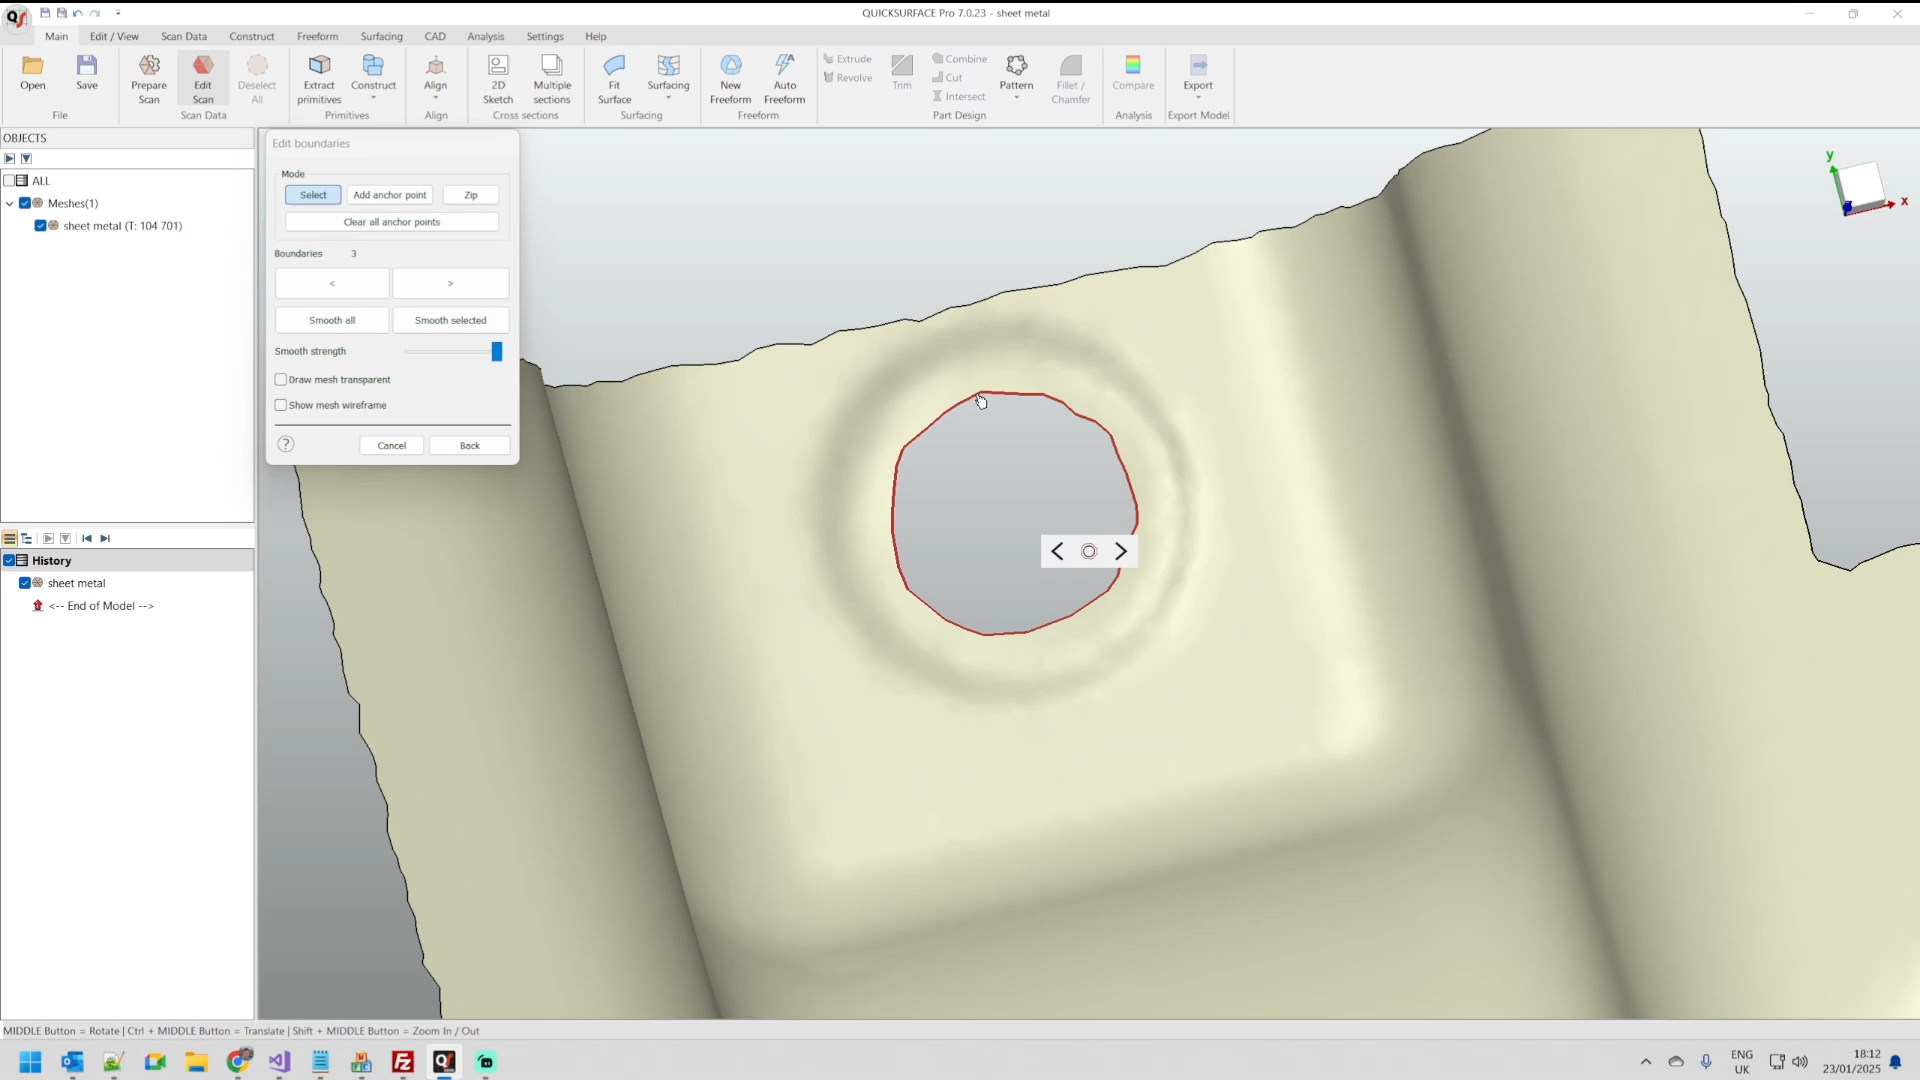 QUICKSURFACE Pro 7.0.23 - sheet metal
Main Edit / View Scan Data Construct Freeform Surfacing CAD Analysis Settings Help
Open
Save
Prepare Scan
Edit Scan
Deselect All
Extract primitives
Construct
Align
2D Sketch
Multiple sections
Fit Surface
Surfacing
New Freeform
Auto Freeform
Extrude
Revolve
Trim
Combine
Cut
Intersect
Pattern
Fillet / Chamfer
Compare
Export
File Scan Data Primitives Align Cross sections Surfacing Freeform Part Design Analysis Export Model
OBJECTS
ALL
Meshes(1)
sheet metal (T: 104 701)
History
sheet metal
<-- End of Model -->
Edit boundaries
Mode
Select Add anchor point Zip
Clear all anchor points
Boundaries 3
< >
Smooth all Smooth selected
Smooth strength
Draw mesh transparent
Show mesh wireframe
? Cancel Back
< >
y
x
MIDDLE Button = Rotate | Ctrl + MIDDLE Button = Translate | Shift + MIDDLE Button = Zoom In / Out
ENG
UK
18:12
23/01/2025